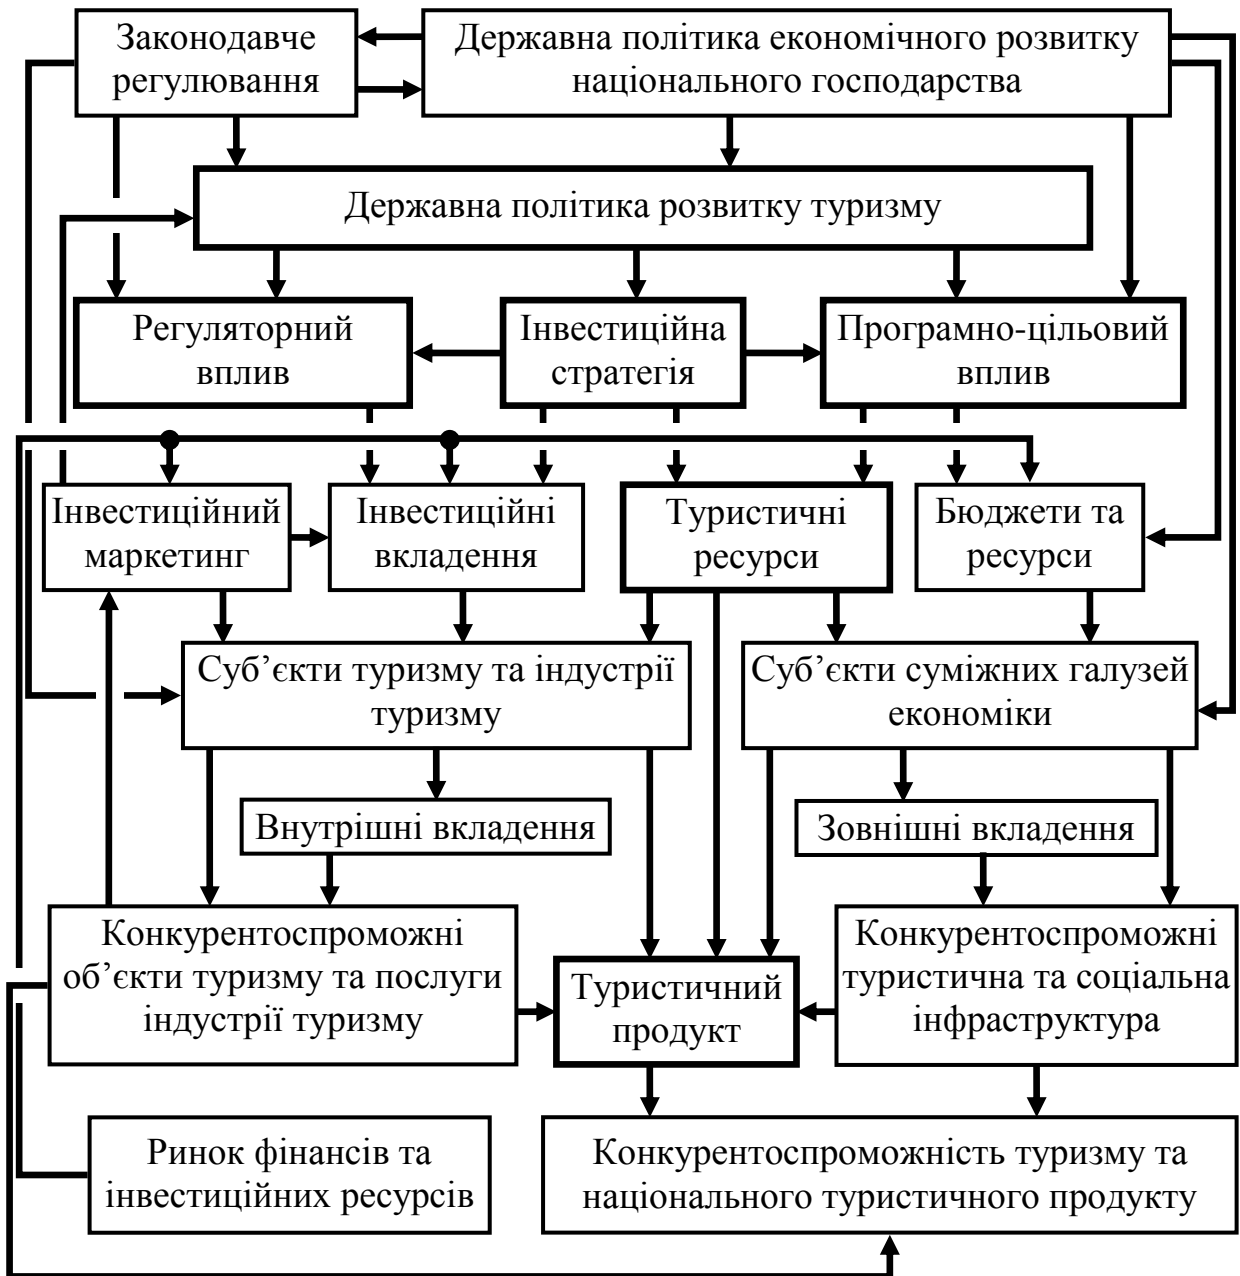 Законодавче
регулювання
Державна політика економічного розвитку
національного господарства
Державна політика розвитку туризму
Регуляторний
вплив
Інвестиційна
стратегія
Програмно-цільовий
вплив
Інвестиційний
маркетинг
Інвестиційні
вкладення
Туристичні
ресурси
Бюджети та
ресурси
Суб’єкти туризму та індустрії
туризму
Суб’єкти суміжних галузей
економіки
Внутрішні вкладення
Зовнішні вкладення
Конкурентоспроможні
об’єкти туризму та послуги
індустрії туризму
Туристичний
продукт
Конкурентоспроможні
туристична та соціальна
інфраструктура
Ринок фінансів та
інвестиційних ресурсів
Конкурентоспроможність туризму та
національного туристичного продукту